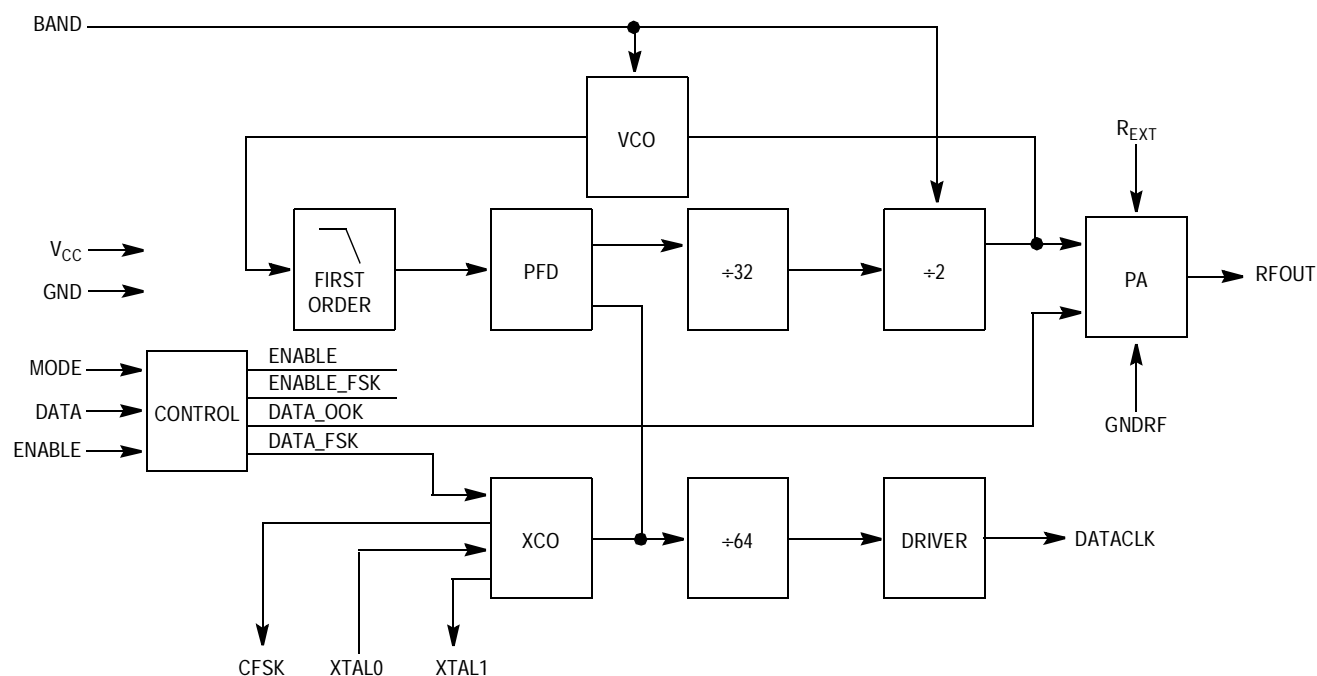 BAND
VCO
R_EXT
V_CC
GND
FIRST
ORDER
PFD
÷32
÷2
PA
RFOUT
MODE
DATA
ENABLE
CONTROL
ENABLE
ENABLE_FSK
DATA_OOK
DATA_FSK
GNDRF
XCO
÷64
DRIVER
DATACLK
CFSK
XTAL0
XTAL1